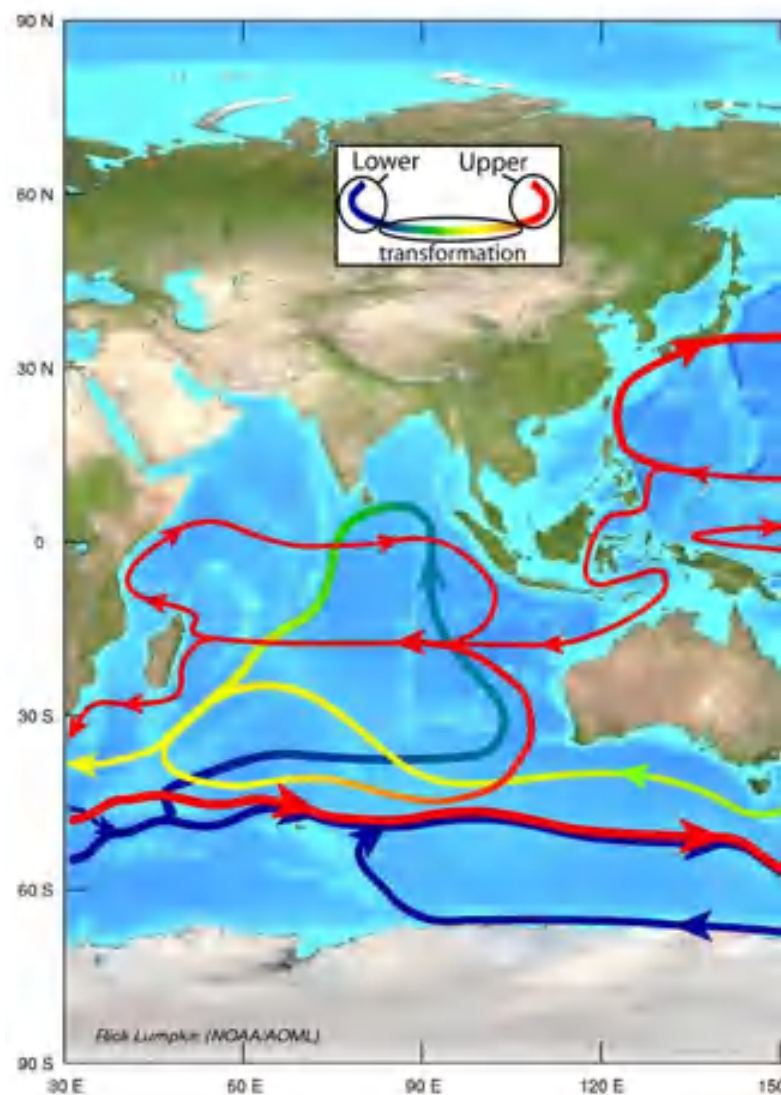 90 N
Lower Upper
60 N
transformation
30 N
0
30 S
60 S
Rick Lumpkin (NOAA/AOML)
90 S
30 E 60 E 90 E 120 E 150